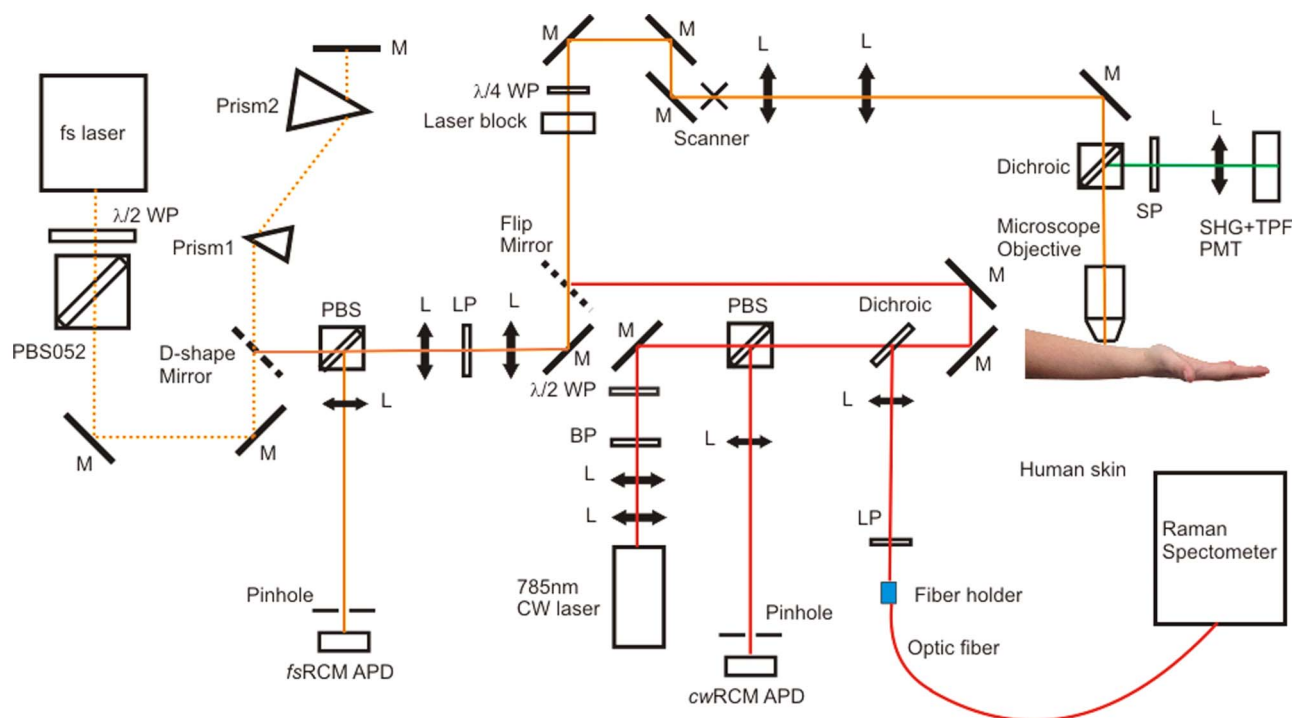 M
M
M
L
L
M
Prism2
fs laser
λ/4 WP
Laser block
M
Scanner
L
Dichroic
SP
SHG+TPF
PMT
λ/2 WP
Prism1
Flip
Mirror
Microscope
Objective
M
PBS052
D-shape
Mirror
PBS
L
LP
L
M
M
PBS
Dichroic
M
λ/2 WP
L
L
M
M
BP
L
L
L
Human skin
LP
Raman
Spectometer
785nm
CW laser
Pinhole
Pinhole
Fiber holder
Optic fiber
fsRCM APD
cwRCM APD